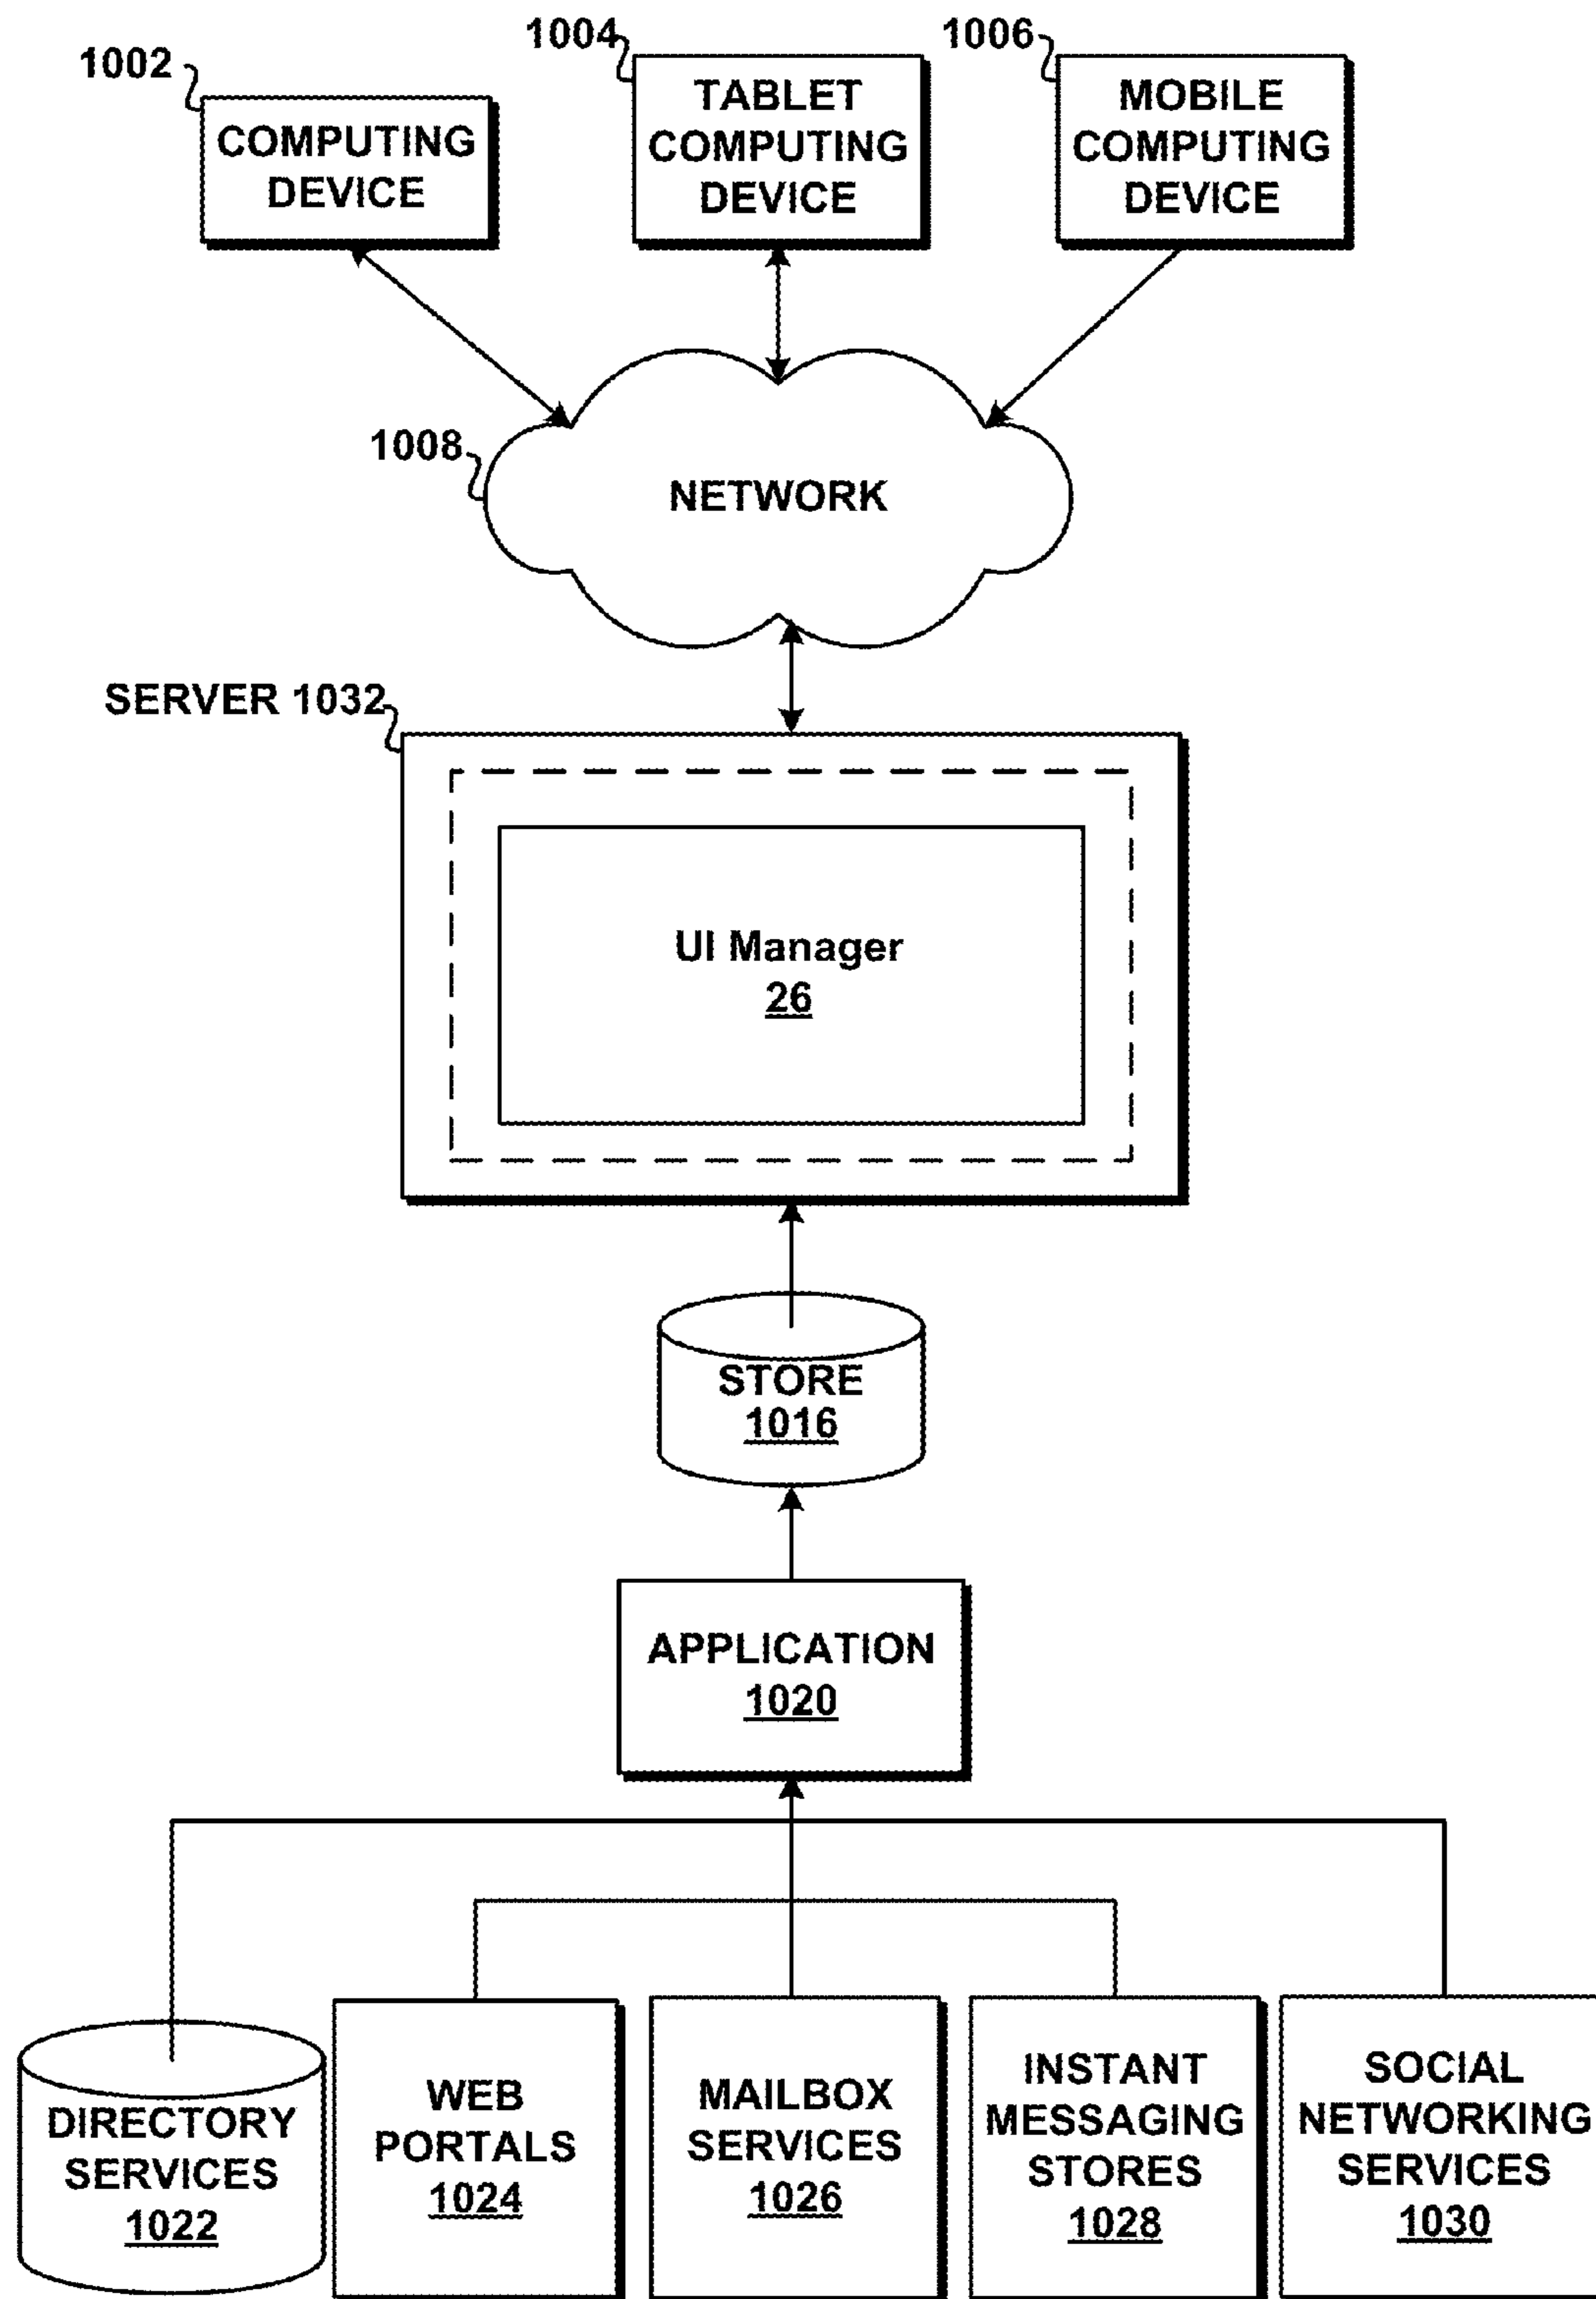 1002
COMPUTING
DEVICE
1004
TABLET
COMPUTING
DEVICE
1006
MOBILE
COMPUTING
DEVICE
1008
NETWORK
SERVER 1032
UI Manager
26
STORE
1016
APPLICATION
1020
DIRECTORY
SERVICES
1022
WEB
PORTALS
1024
MAILBOX
SERVICES
1026
INSTANT
MESSAGING
STORES
1028
SOCIAL
NETWORKING
SERVICES
1030